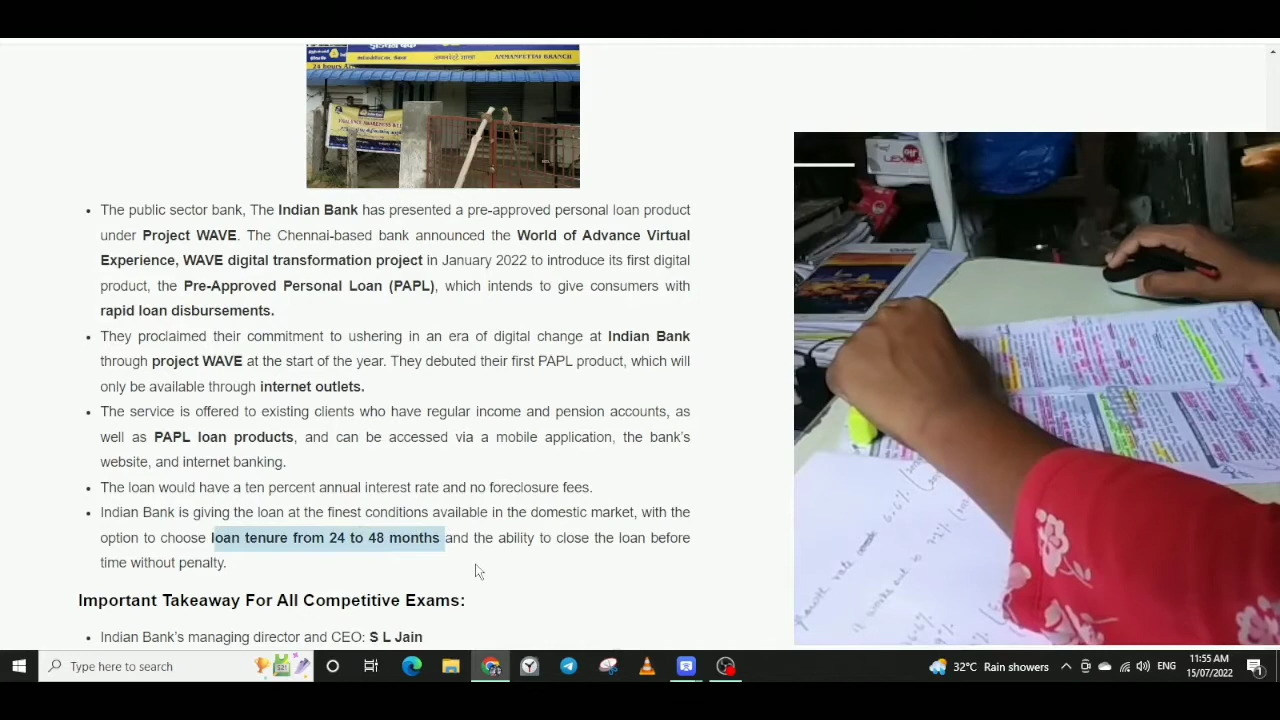 24 hours
AMMAPETTAI BRANCH
The public sector bank, The Indian Bank has presented a pre-approved personal loan product
under Project WAVE. The Chennai-based bank announced the World of Advance Virtual
Experience, WAVE digital transformation project in January 2022 to introduce its first digital
product, the Pre-Approved Personal Loan (PAPL), which intends to give consumers with
rapid loan disbursements.
They proclaimed their commitment to ushering in an era of digital change at Indian Bank
through project WAVE at the start of the year. They debuted their first PAPL product, which will
only be available through internet outlets.
The service is offered to existing clients who have regular income and pension accounts, as
well as PAPL loan products, and can be accessed via a mobile application, the bank's
website, and internet banking.
The loan would have a ten percent annual interest rate and no foreclosure fees.
Indian Bank is giving the loan at the finest conditions available in the domestic market, with the
option to choose loan tenure from 24 to 48 months and the ability to close the loan before
time without penalty.
Important Takeaway For All Competitive Exams:
Indian Bank's managing director and CEO: S L Jain
Type here to search
32°C Rain showers
ENG
11:55 AM
15/07/2022